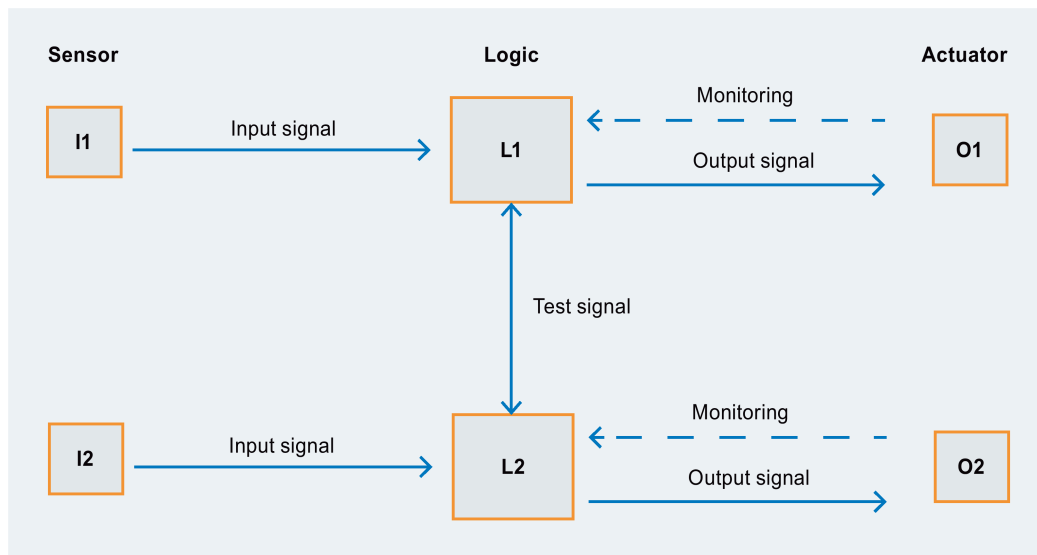 Sensor
Logic
Actuator
I1
Input signal
L1
Monitoring
Output signal
O1
Test signal
I2
Input signal
L2
Monitoring
Output signal
O2